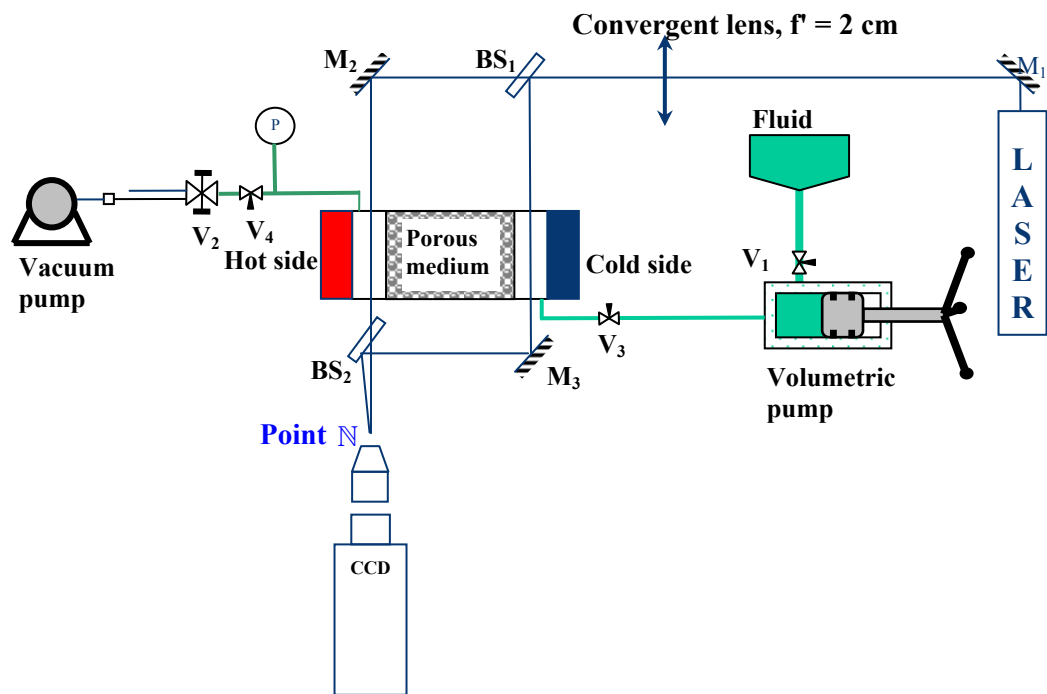 Convergent lens, f' = 2 cm
M₂
BS₁
M₁
P
Fluid
LASER
V₂
V₄
Hot side
Porous
medium
Cold side
V₁
Vacuum
pump
V₃
BS₂
M₃
Volumetric
pump
Point ℕ
CCD